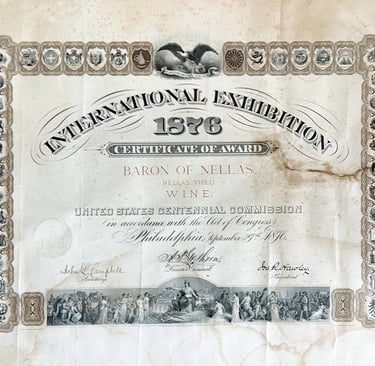 INTERNATIONAL EXHIBITION
1876
CERTIFICATE OF AWARD
BARON OF NELLAS,
NELLAS VIZEU
WINE.
UNITED STATES CENTENNIAL COMMISSION
in accordance with the Act of Congress
Philadelphia, September 27th 1876.
John L. Campbell
Secretary
Director General
Jos. R. Hawley
President